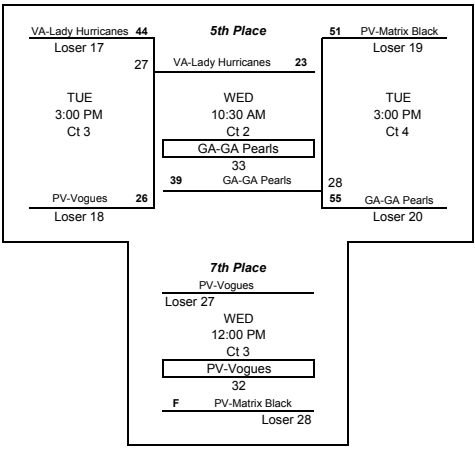 VA-Lady Hurricanes 44 5th Place 51 PV-Matrix Black
Loser 17 Loser 19
27 VA-Lady Hurricanes 23
TUE WED TUE
3:00 PM 10:30 AM 3:00 PM
Ct 3 Ct 2 Ct 4
GA-GA Pearls
33
39 GA-GA Pearls 28
PV-Vogues 26 55 GA-GA Pearls
Loser 18 Loser 20
7th Place
PV-Vogues
Loser 27
WED
12:00 PM
Ct 3
PV-Vogues
32
F PV-Matrix Black
Loser 28